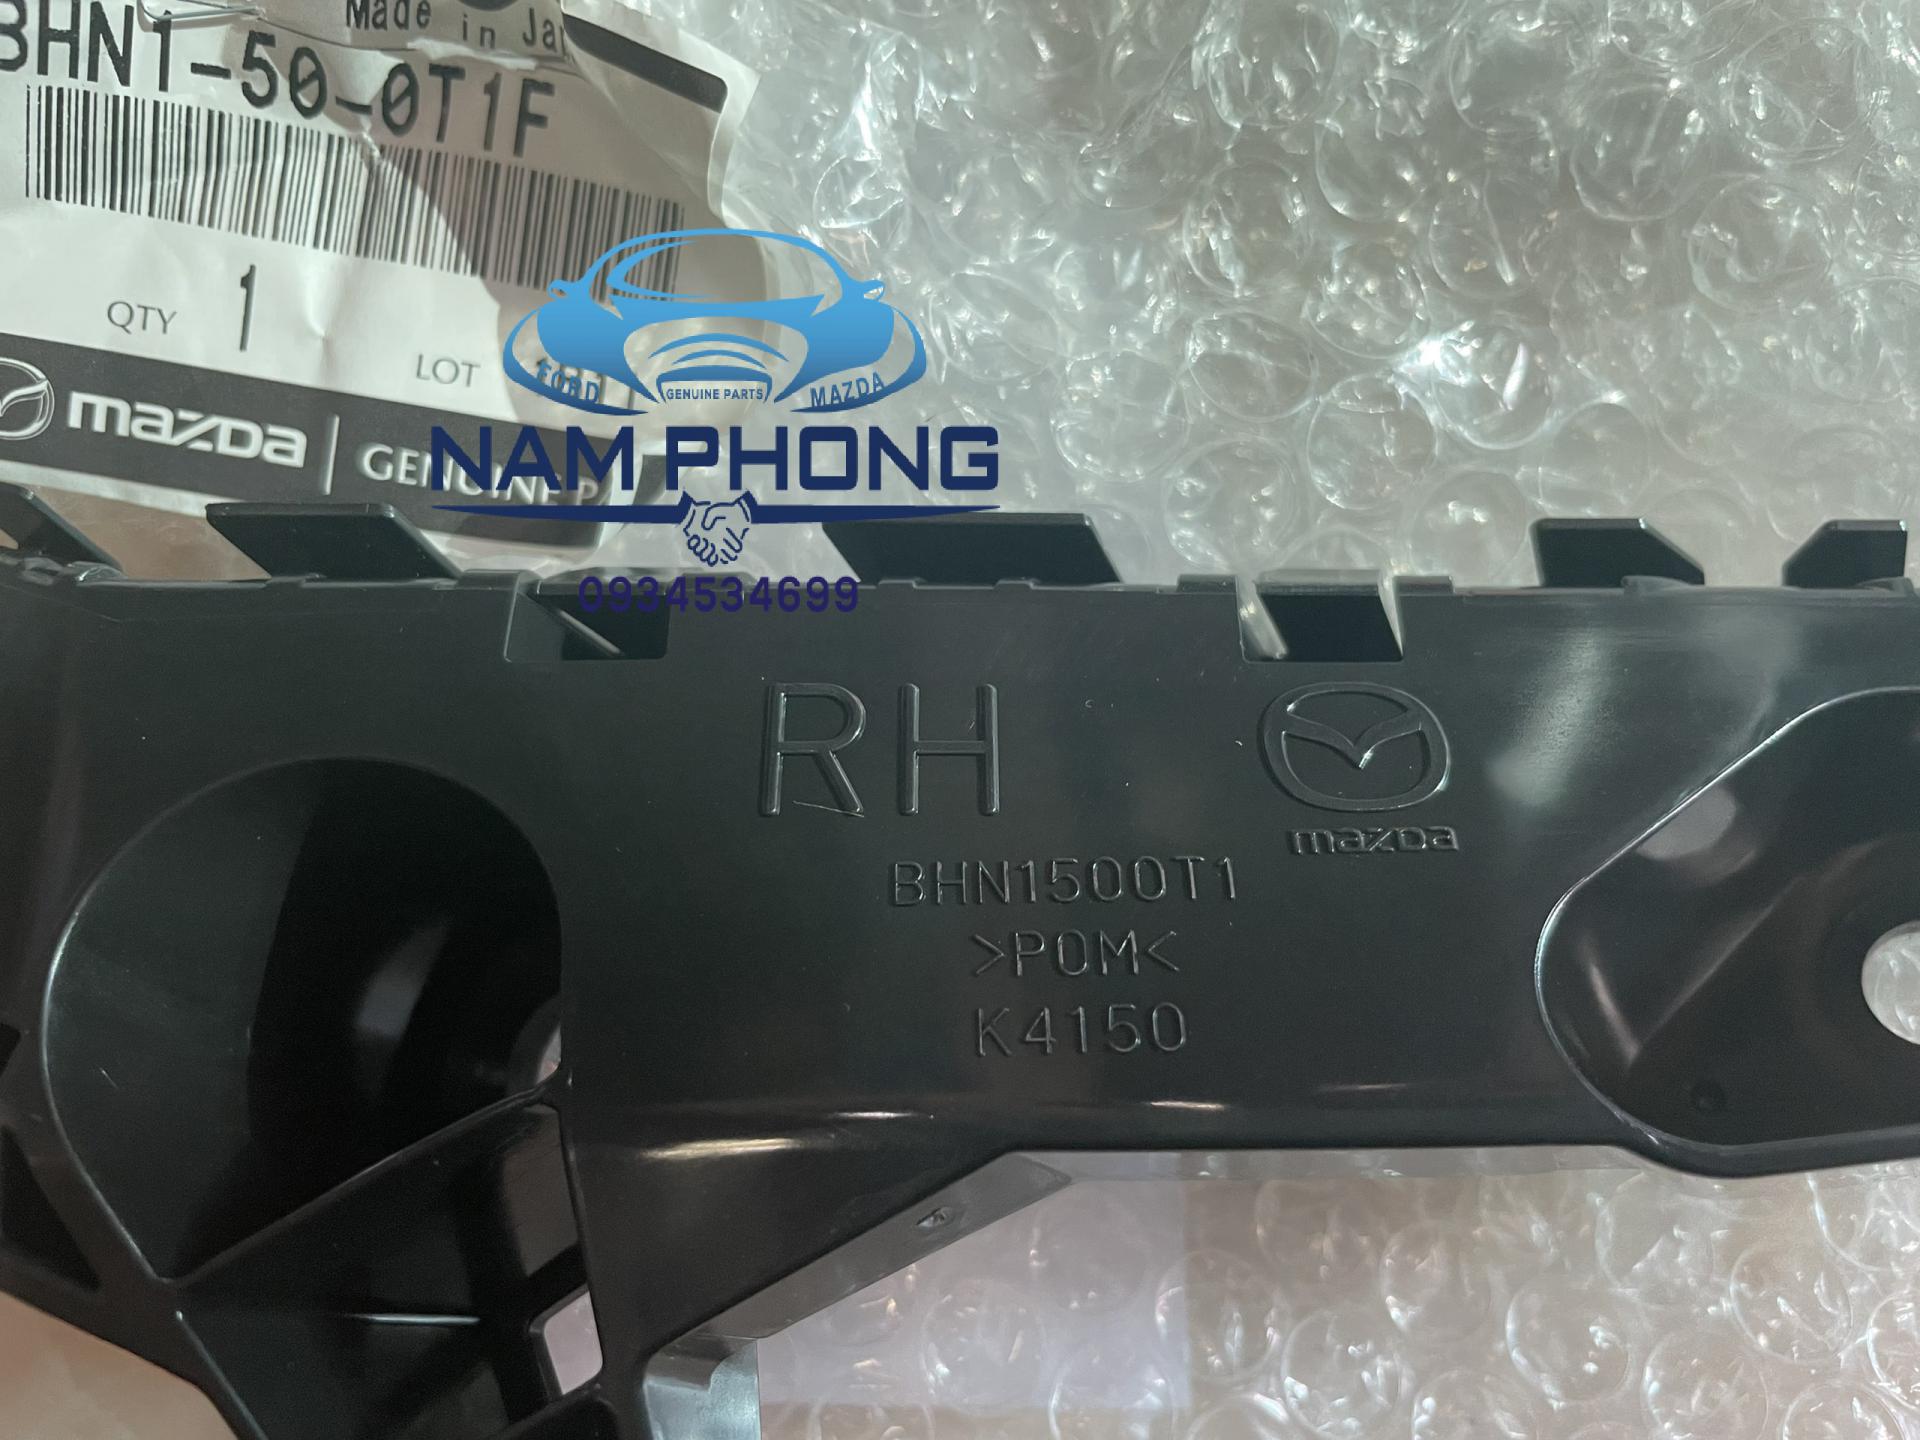 Made in
BHN1-50-0T1F
QTY 1
LOT
mazda GENUINE P
FORD
GENUINE PARTS
MAZDA
NAM PHONG
0934534699
RH
mazda
BHN1500T1
>POM<
K4150